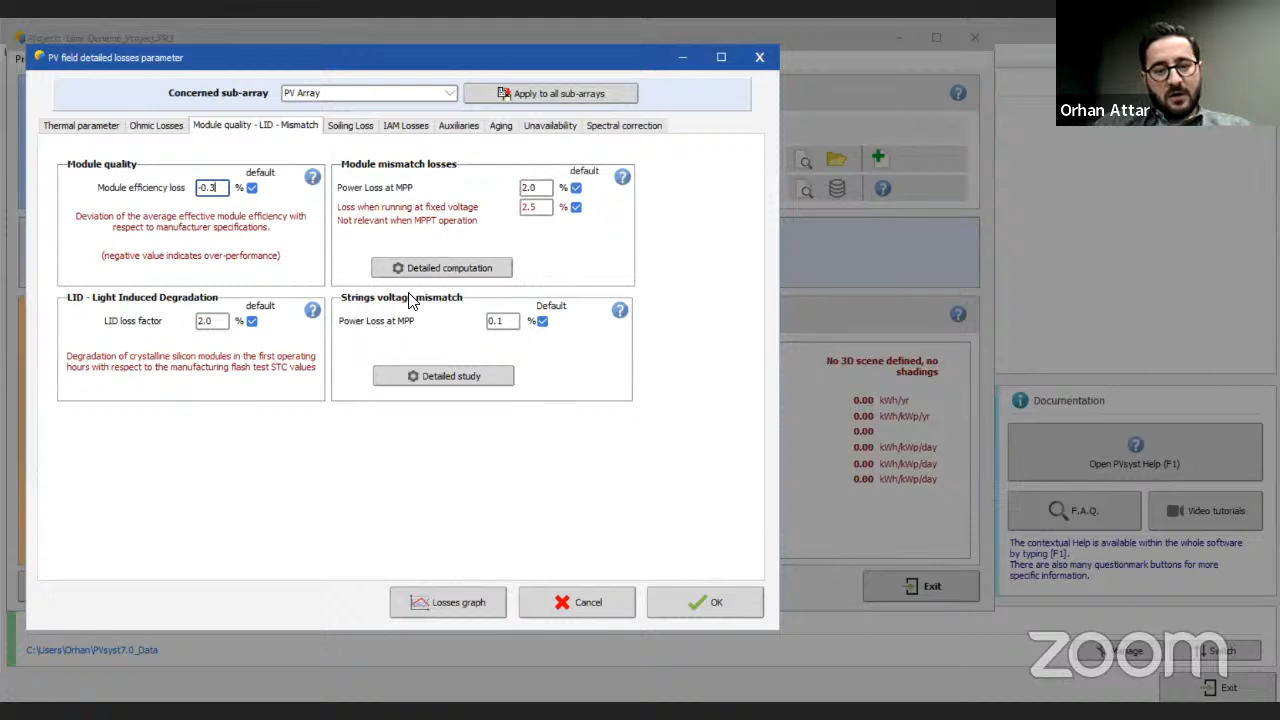 Project: Izmir-Deneme_Project.PRJ
PV field detailed losses parameter
Orhan Attar
Concerned sub-array
PV Array
Apply to all sub-arrays
Thermal parameter
Ohmic Losses
Module quality - LID - Mismatch
Soiling Loss
IAM Losses
Auxiliaries
Aging
Unavailability
Spectral correction
Module quality
default
Module efficiency loss -0.3 %
Deviation of the average effective module efficiency with
respect to manufacturer specifications.
(negative value indicates over-performance)
Module mismatch losses
default
Power Loss at MPP 2.0 %
Loss when running at fixed voltage 2.5 %
Not relevant when MPPT operation
Detailed computation
LID - Light Induced Degradation
default
LID loss factor 2.0 %
Degradation of crystalline silicon modules in the first operating
hours with respect to the manufacturing flash test STC values
Strings voltage mismatch
Default
Power Loss at MPP 0.1 %
Detailed study
Losses graph
Cancel
OK
No 3D scene defined, no
shadings
0.00 kWh/yr
0.00 kWh/kWp/yr
0.00
0.00 kWh/kWp/day
0.00 kWh/kWp/day
0.00 kWh/kWp/day
Exit
Documentation
Open PVsyst Help (F1)
F.A.Q.
Video tutorials
The contextual Help is available within the whole software
by typing [F1].
There are also many questionmark buttons for more
specific information.
C:\Users\Orhan\PVsyst7.0_Data
Manage
Switch
Exit
zoom